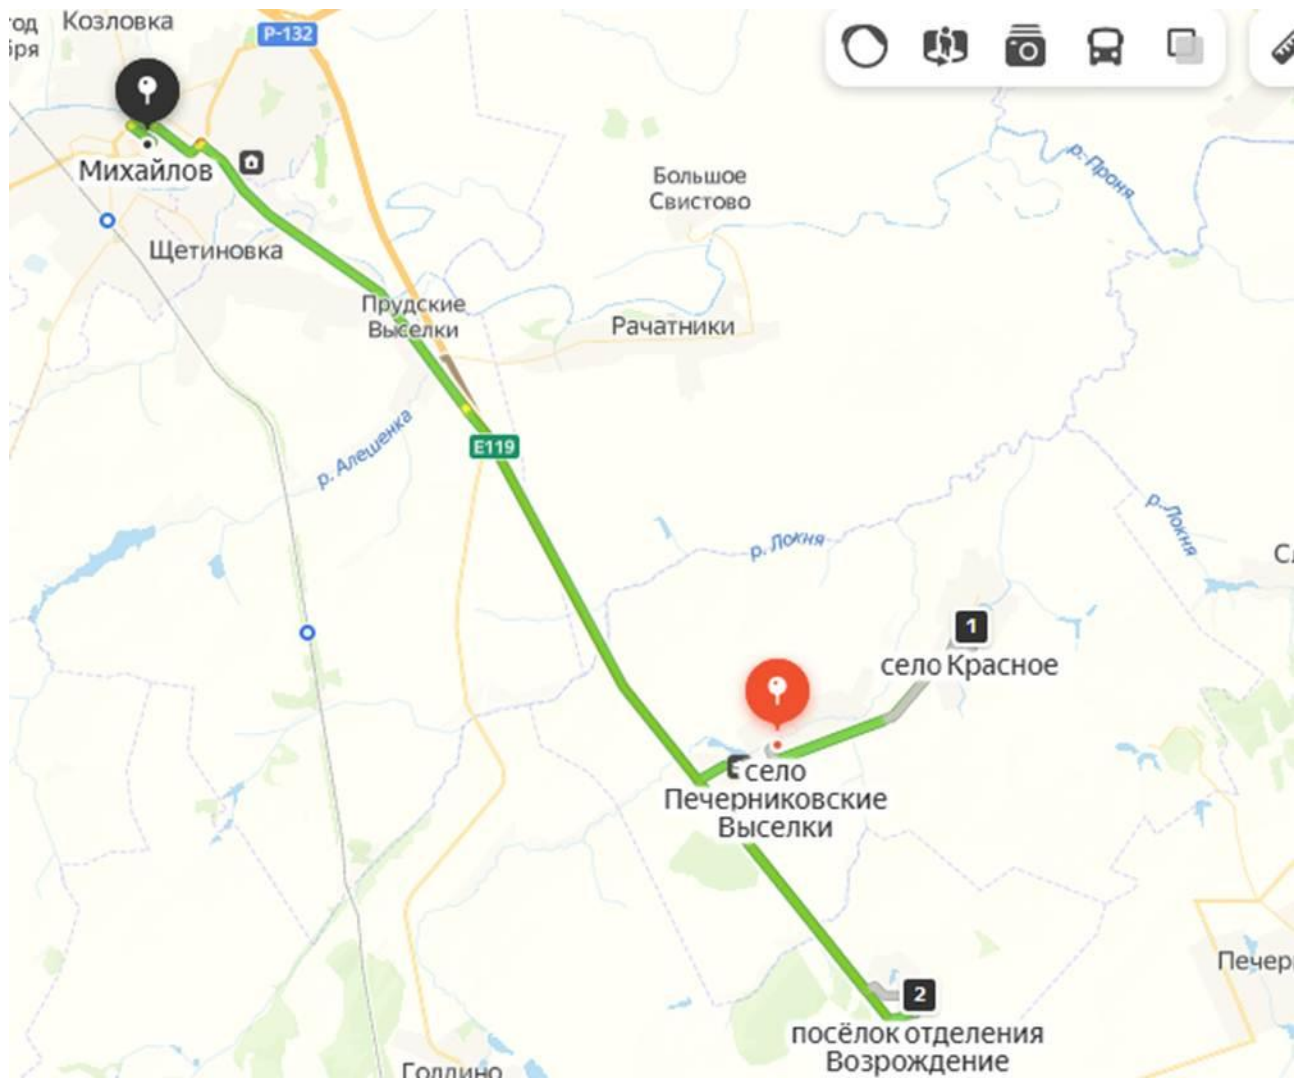 Козловка
Р-132
Михайлов
Большое
Свистово
р. Проня
Щетиновка
Прудские
Выселки
Рачатники
р. Алешенка
E119
р. Локня
р. Локня
1
село Красное
село
Печерниковские
Выселки
2
посёлок отделения
Возрождение